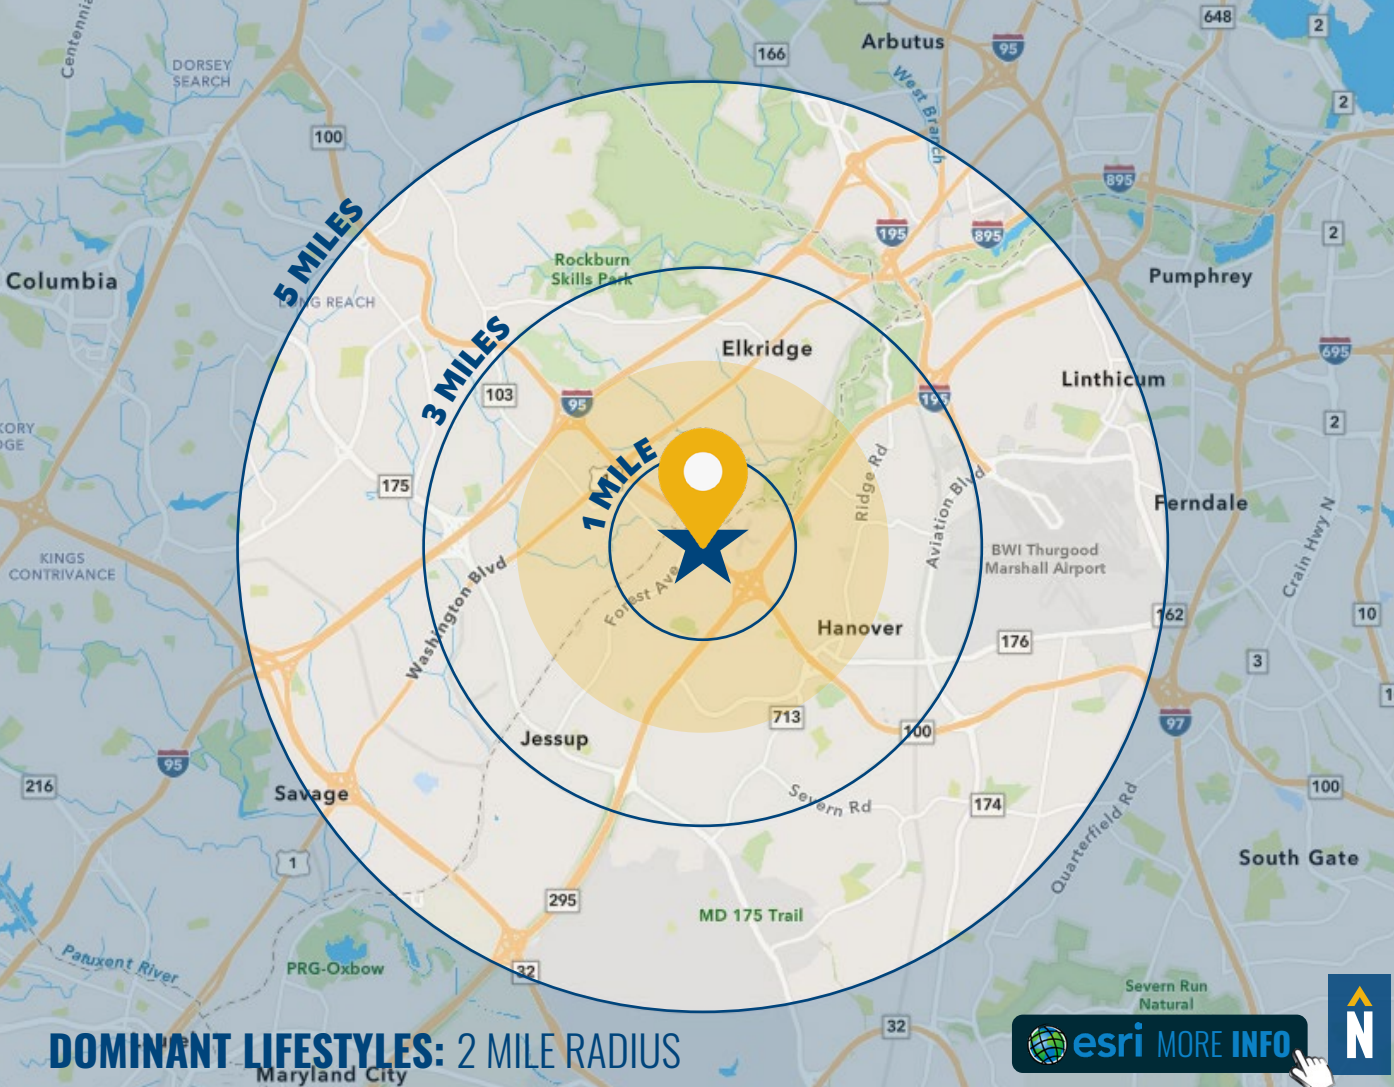 648
2
Arbutus
95
166
Centennia
DORSEY
SEARCH
West Branch
2
100
895
5 MILES
195
895
2
Rockburn
Skills Park
Columbia
Pumphrey
LONG REACH
3 MILES
Elkridge
695
Linthicum
103
95
195
2
KORY
DGE
1 MILE
175
Ridge Rd
Aviation Blvd
Ferndale
Crain Hwy N
KINGS
CONTRIVANCE
BWI Thurgood
Marshall Airport
Washington Blvd
Forest Ave
162
10
Hanover
176
3
1
713
97
100
Jessup
95
216
Savage
100
Severn Rd
174
Quarterfield Rd
1
South Gate
295
MD 175 Trail
Patuxent River
PRG-Oxbow
32
Severn Run
Natural
32
DOMINANT LIFESTYLES: 2 MILE RADIUS
esri MORE INFO
N
Maryland City